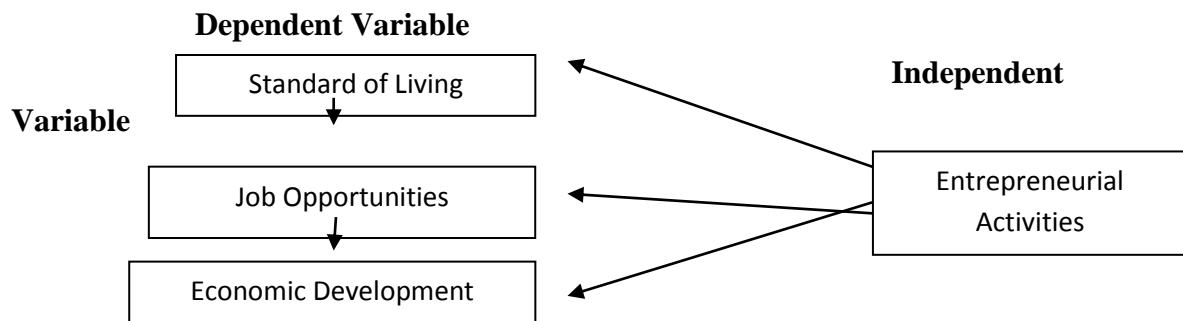 Dependent Variable
Independent
Variable
Standard of Living
Job Opportunities
Economic Development
Entrepreneurial
Activities